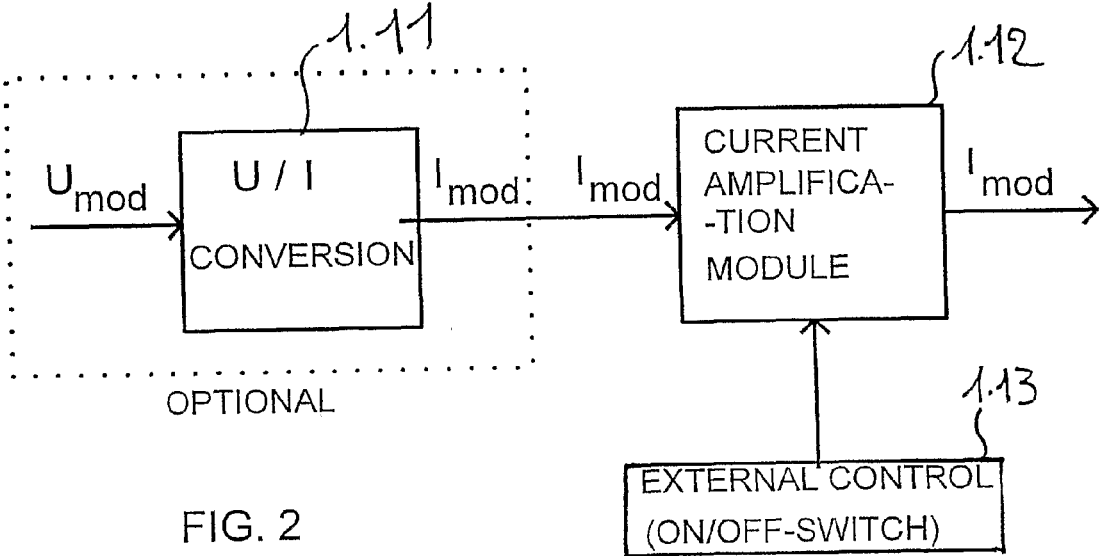 1.11
1.12
U / I
CONVERSION
U mod
I mod
I mod
CURRENT
AMPLIFICA-
-TION
MODULE
I mod
OPTIONAL
1.13
EXTERNAL CONTROL
(ON/OFF-SWITCH)
FIG. 2